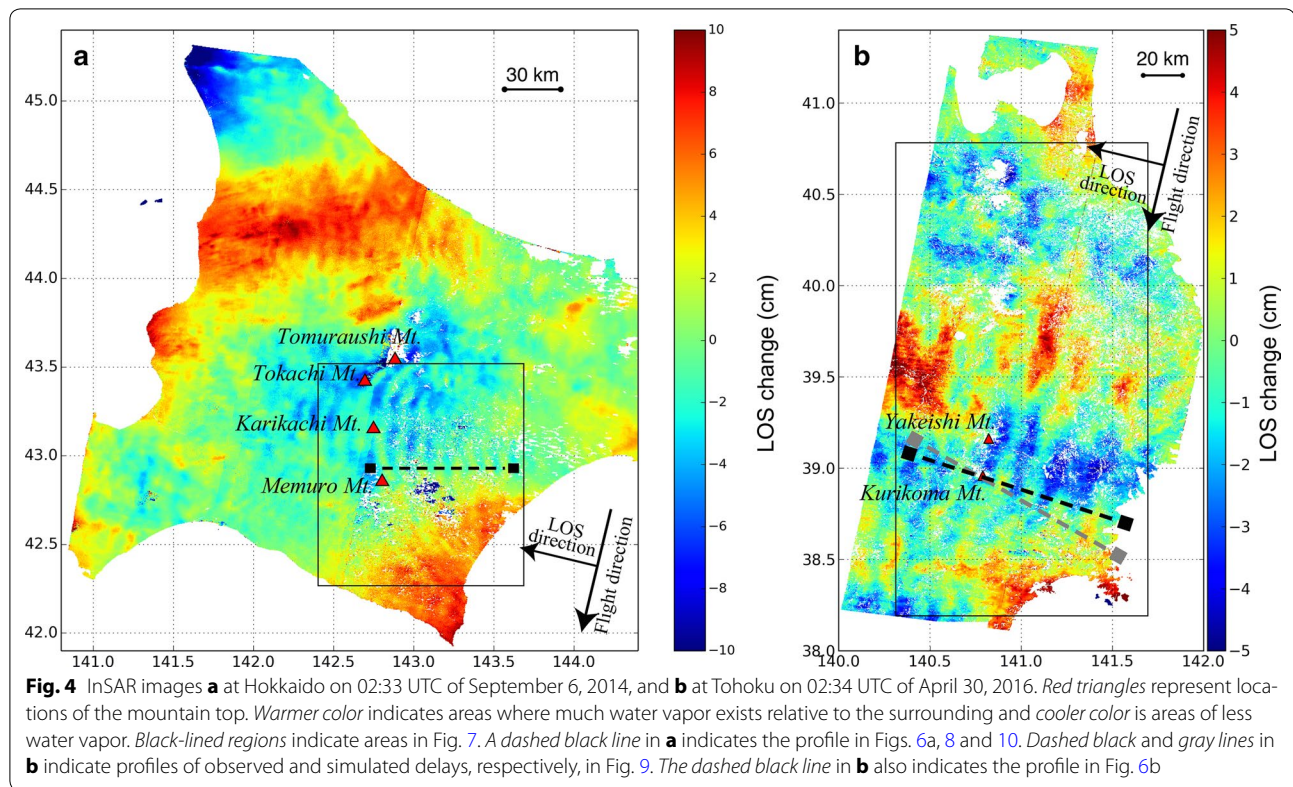 a
30 km
45.0
44.5
44.0
43.5
43.0
42.5
42.0
141.0 141.5 142.0 142.5 143.0 143.5 144.0
Tomuraushi Mt.
Tokachi Mt.
Karikachi Mt.
Memuro Mt.
LOS
direction
Flight direction
10
8
6
4
2
0
−2
−4
−6
−8
−10
LOS change (cm)
b
20 km
41.0
40.5
40.0
39.5
39.0
38.5
38.0
140.0 140.5 141.0 141.5 142.0
LOS
direction
Flight direction
Yakeishi Mt.
Kurikoma Mt.
5
4
3
2
1
0
−1
−2
−3
−4
−5
LOS change (cm)
Fig. 4 InSAR images a at Hokkaido on 02:33 UTC of September 6, 2014, and b at Tohoku on 02:34 UTC of April 30, 2016. Red triangles represent loca-
tions of the mountain top. Warmer color indicates areas where much water vapor exists relative to the surrounding and cooler color is areas of less
water vapor. Black-lined regions indicate areas in Fig. 7. A dashed black line in a indicates the profile in Figs. 6a, 8 and 10. Dashed black and gray lines in
b indicate profiles of observed and simulated delays, respectively, in Fig. 9. The dashed black line in b also indicates the profile in Fig. 6b